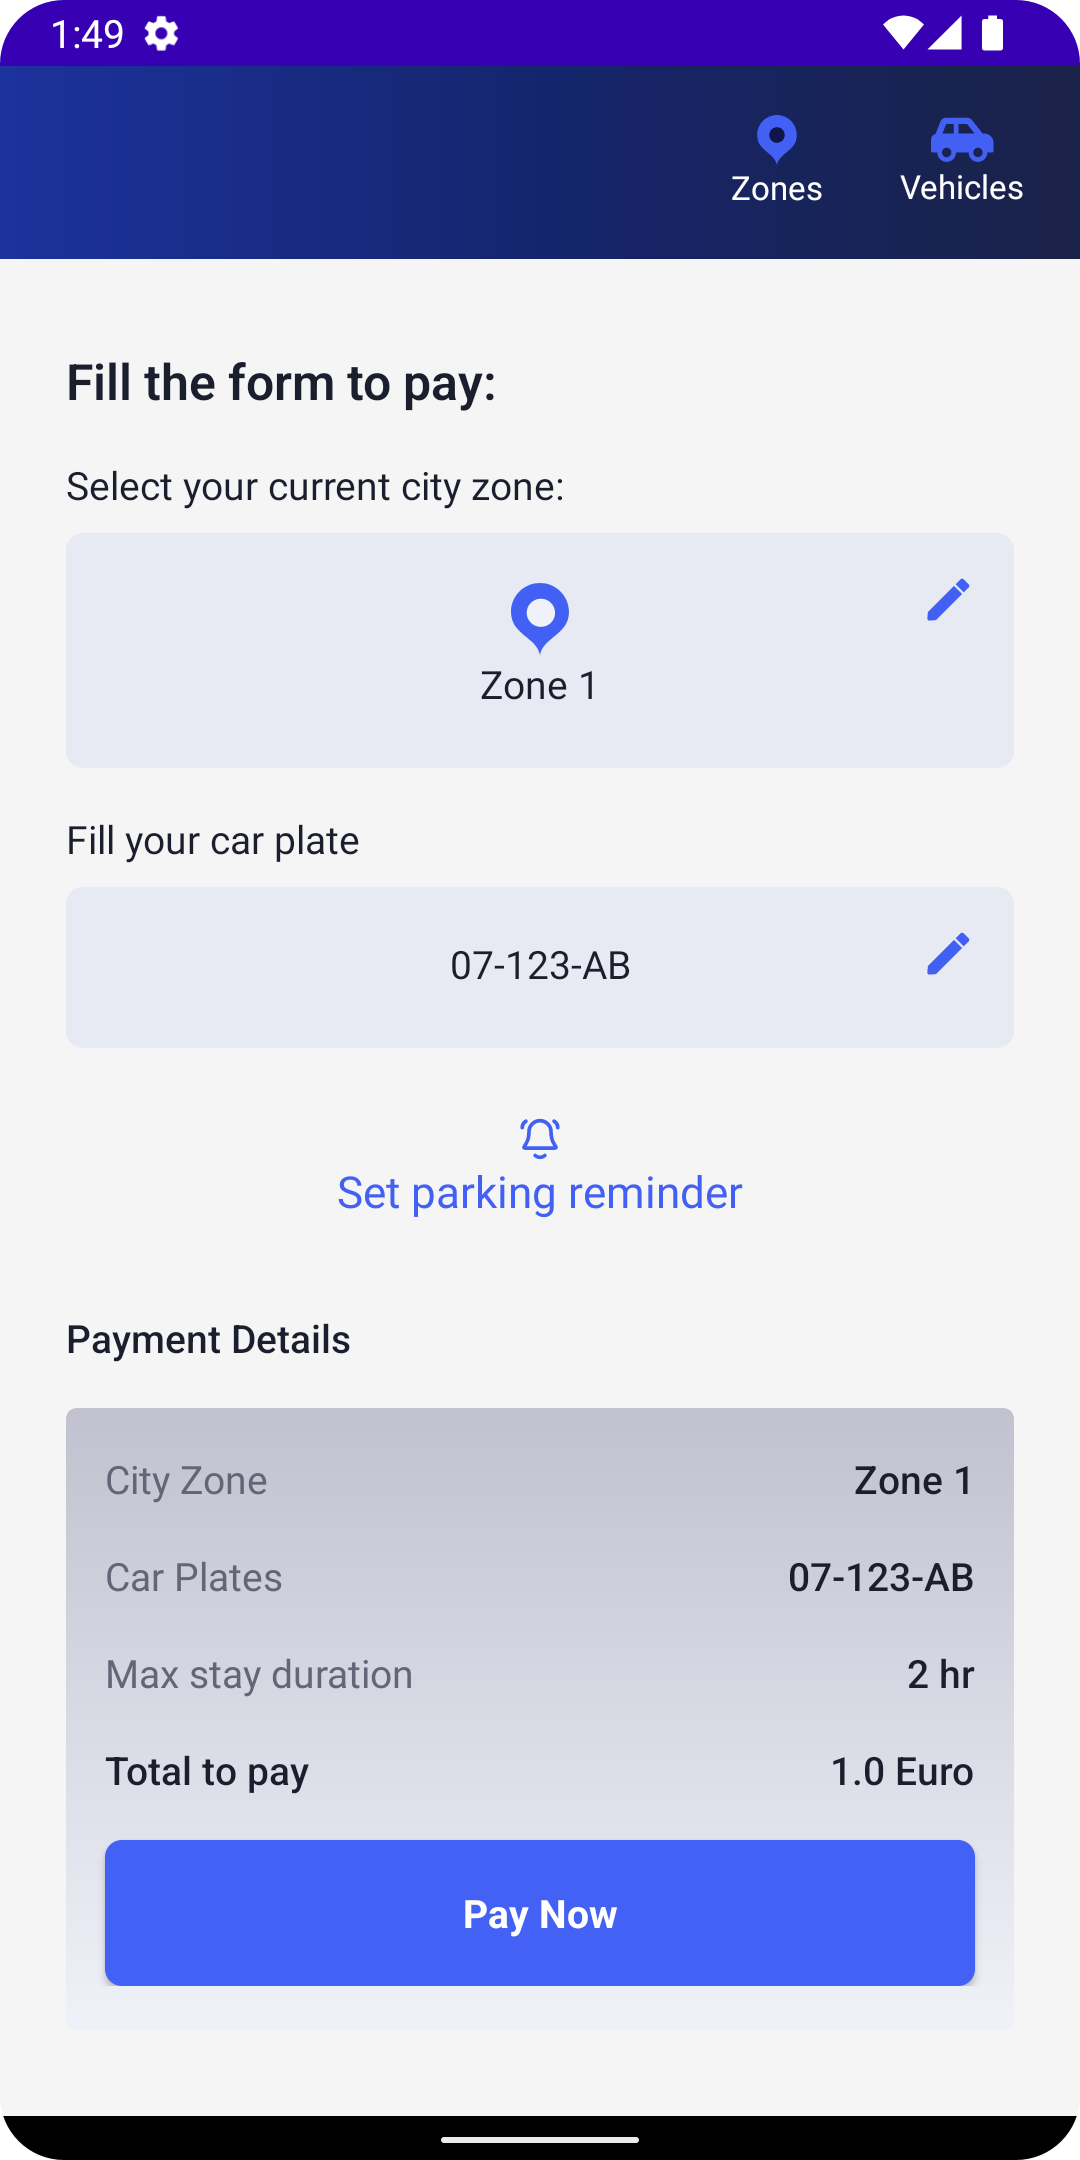 1:49
Zones
Vehicles
Fill the form to pay:
Select your current city zone:
Zone 1
Fill your car plate
07-123-AB
Set parking reminder
Payment Details
City Zone Zone 1
Car Plates 07-123-AB
Max stay duration 2 hr
Total to pay 1.0 Euro
Pay Now